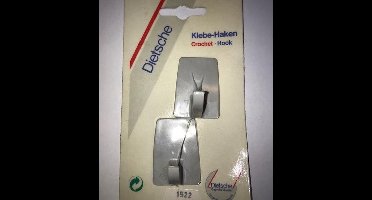 Dietsche
Klebe-Haken
Crochet - Hook
1522
Dietsche